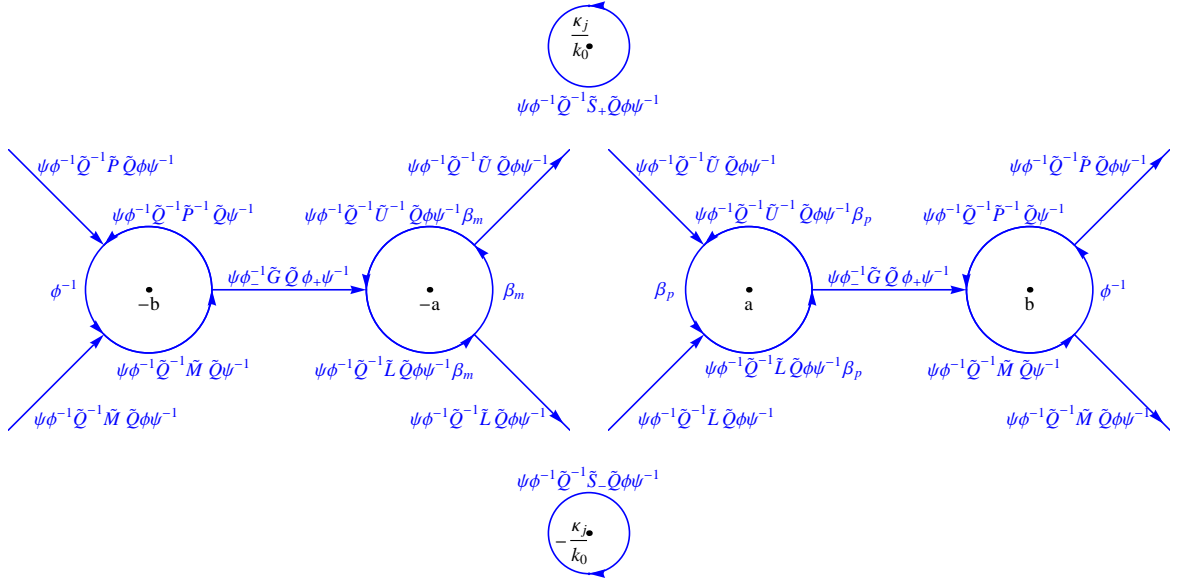 κ_j/k_0
ψϕ^{-1}Q̃^{-1}S̃_+Q̃ϕψ^{-1}
ψϕ^{-1}Q̃^{-1}P̃ Q̃ϕψ^{-1}
ψϕ^{-1}Q̃^{-1}Ũ Q̃ϕψ^{-1}
ψϕ^{-1}Q̃^{-1}Ũ Q̃ϕψ^{-1}
ψϕ^{-1}Q̃^{-1}P̃ Q̃ϕψ^{-1}
ψϕ^{-1}Q̃^{-1}P̃^{-1} Q̃ψ^{-1}
ψϕ^{-1}Q̃^{-1}Ũ^{-1} Q̃ϕψ^{-1}β_m
ψϕ^{-1}Q̃^{-1}Ũ^{-1} Q̃ϕψ^{-1}β_p
ψϕ^{-1}Q̃^{-1}P̃^{-1} Q̃ψ^{-1}
ϕ^{-1}
−b
ψϕ_-^{-1}G̃ Q̃ ϕ_+ψ^{-1}
−a
β_m
β_p
a
ψϕ_-^{-1}G̃ Q̃ ϕ_+ψ^{-1}
b
ϕ^{-1}
ψϕ^{-1}Q̃^{-1}M̃ Q̃ψ^{-1}
ψϕ^{-1}Q̃^{-1}L̃ Q̃ϕψ^{-1}β_m
ψϕ^{-1}Q̃^{-1}L̃ Q̃ϕψ^{-1}β_p
ψϕ^{-1}Q̃^{-1}M̃ Q̃ψ^{-1}
ψϕ^{-1}Q̃^{-1}M̃ Q̃ϕψ^{-1}
ψϕ^{-1}Q̃^{-1}L̃ Q̃ϕψ^{-1}
ψϕ^{-1}Q̃^{-1}L̃ Q̃ϕψ^{-1}
ψϕ^{-1}Q̃^{-1}M̃ Q̃ϕψ^{-1}
ψϕ^{-1}Q̃^{-1}S̃_-Q̃ϕψ^{-1}
−κ_j/k_0